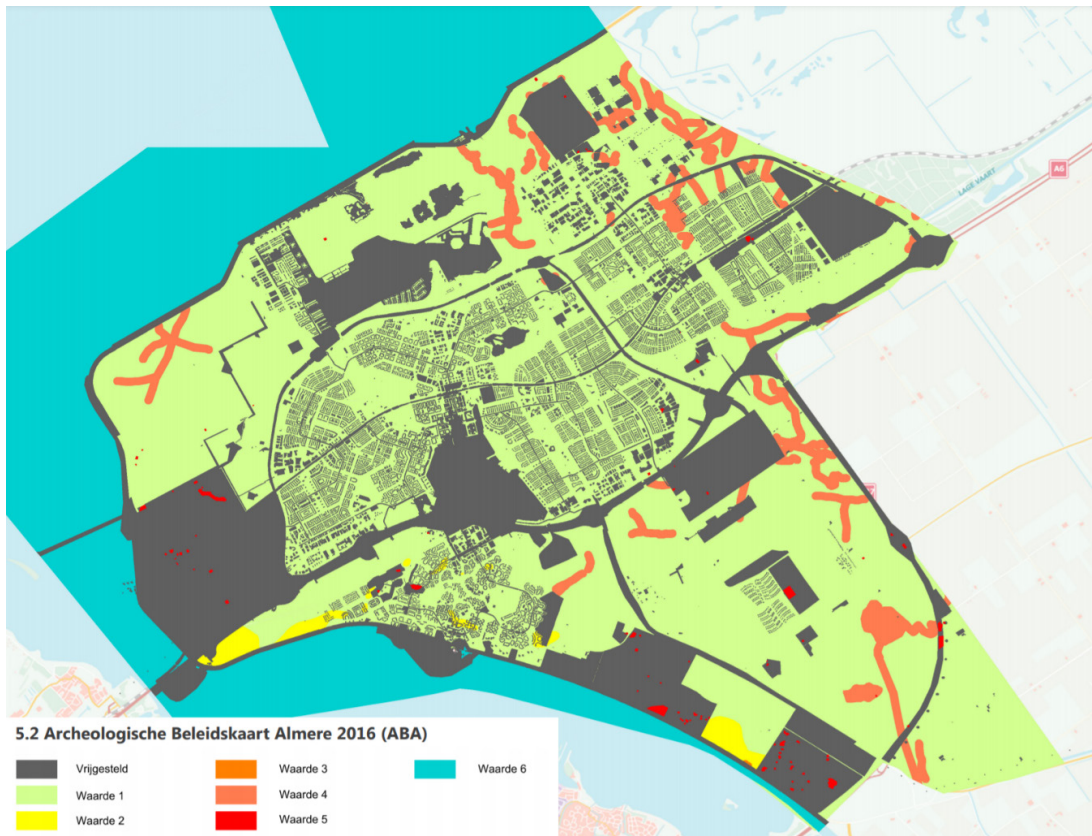 A6
LAGE VAART
5.2 Archeologische Beleidskaart Almere 2016 (ABA)
Vrijgesteld
Waarde 3
Waarde 6
Waarde 1
Waarde 4
Waarde 2
Waarde 5